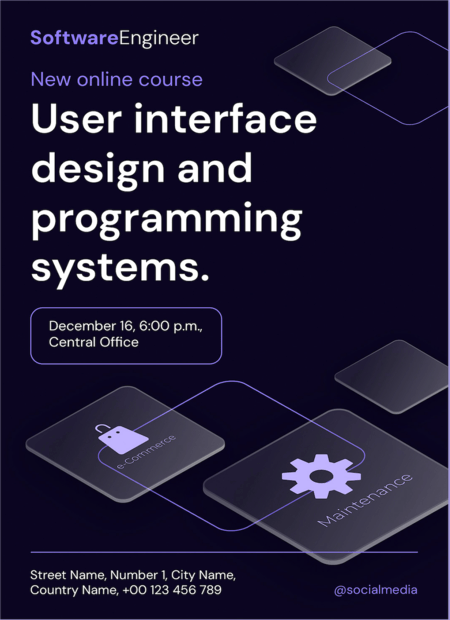 SoftwareEngineer
New online course
User interface
design and
programming
systems.
December 16, 6:00 p.m.,
Central Office
e-Commerce
Maintenance
Street Name, Number 1, City Name,
Country Name, +00 123 456 789
@socialmedia